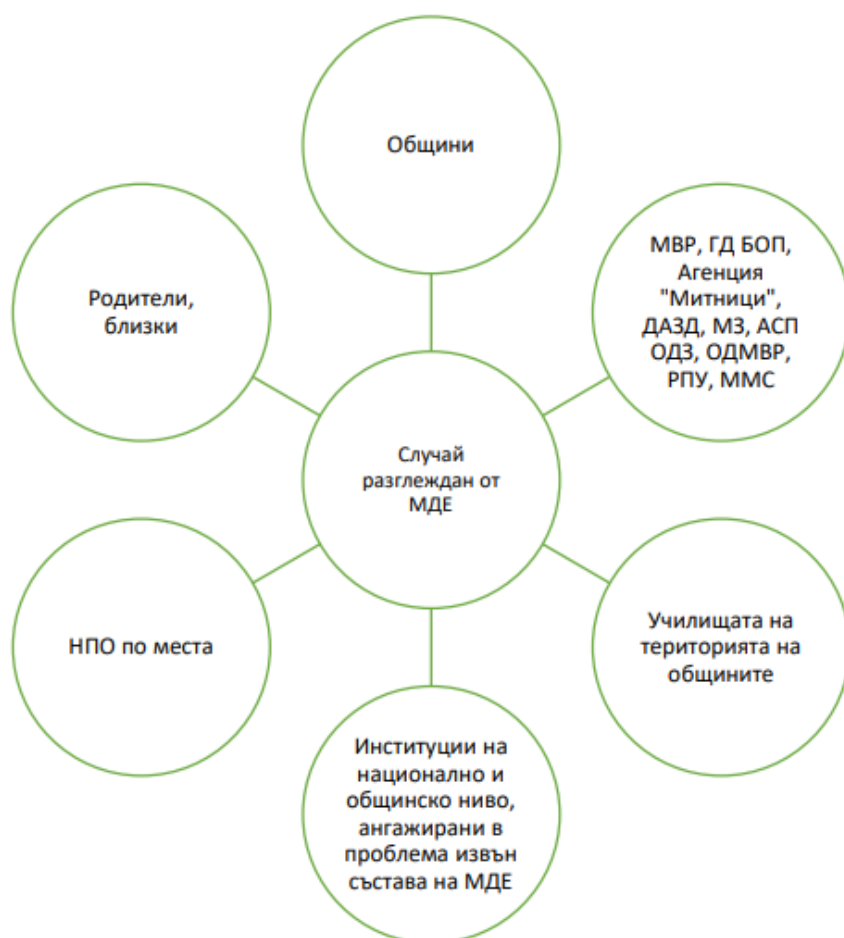 Общини
МВР, ГД БОП,
Агенция
"Митници",
ДАЗД, МЗ, АСП
ОДЗ, ОДМВР,
РПУ, ММС
Родители,
близки
Случай
разглеждан от
МДЕ
НПО по места
Училищата на
територията на
общините
Институции на
национално и
общинско ниво,
ангажирани в
проблема извън
състава на МДЕ